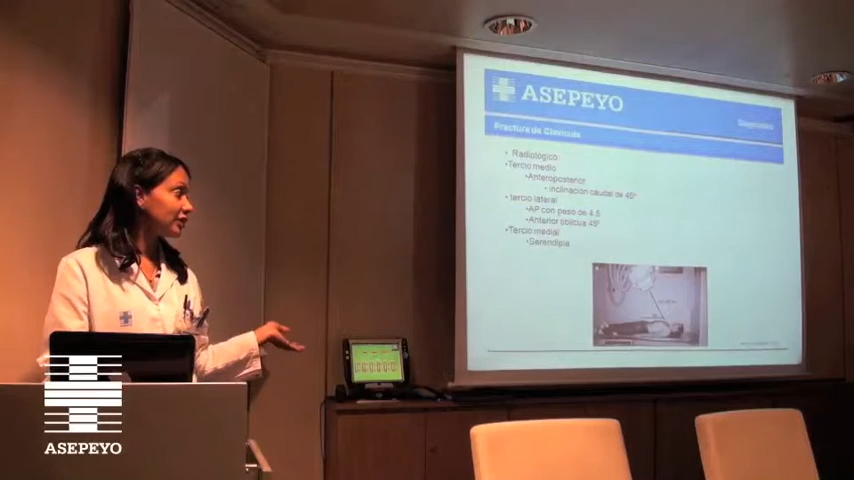 ASEPEYO
Diagnóstico
Fractura de Clavícula
• Radiológico
•Tercio medio
•Anteroposterior
• inclinación caudal de 45º
•tercio lateral
•AP con peso de 4.5
•Anterior oblicua 45º
•Tercio medial
•Serendipia
ASEPEYO